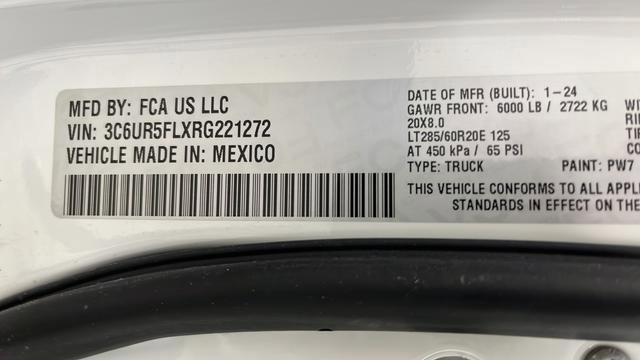 MFD BY: FCA US LLC
VIN: 3C6UR5FLXRG221272
VEHICLE MADE IN: MEXICO
DATE OF MFR (BUILT): 1-24
GAWR FRONT: 6000 LB / 2722 KG
20X8.0
LT285/60R20E 125
AT 450 kPa / 65 PSI
TYPE: TRUCK PAINT: PW7
THIS VEHICLE CONFORMS TO ALL APPL
STANDARDS IN EFFECT ON THE